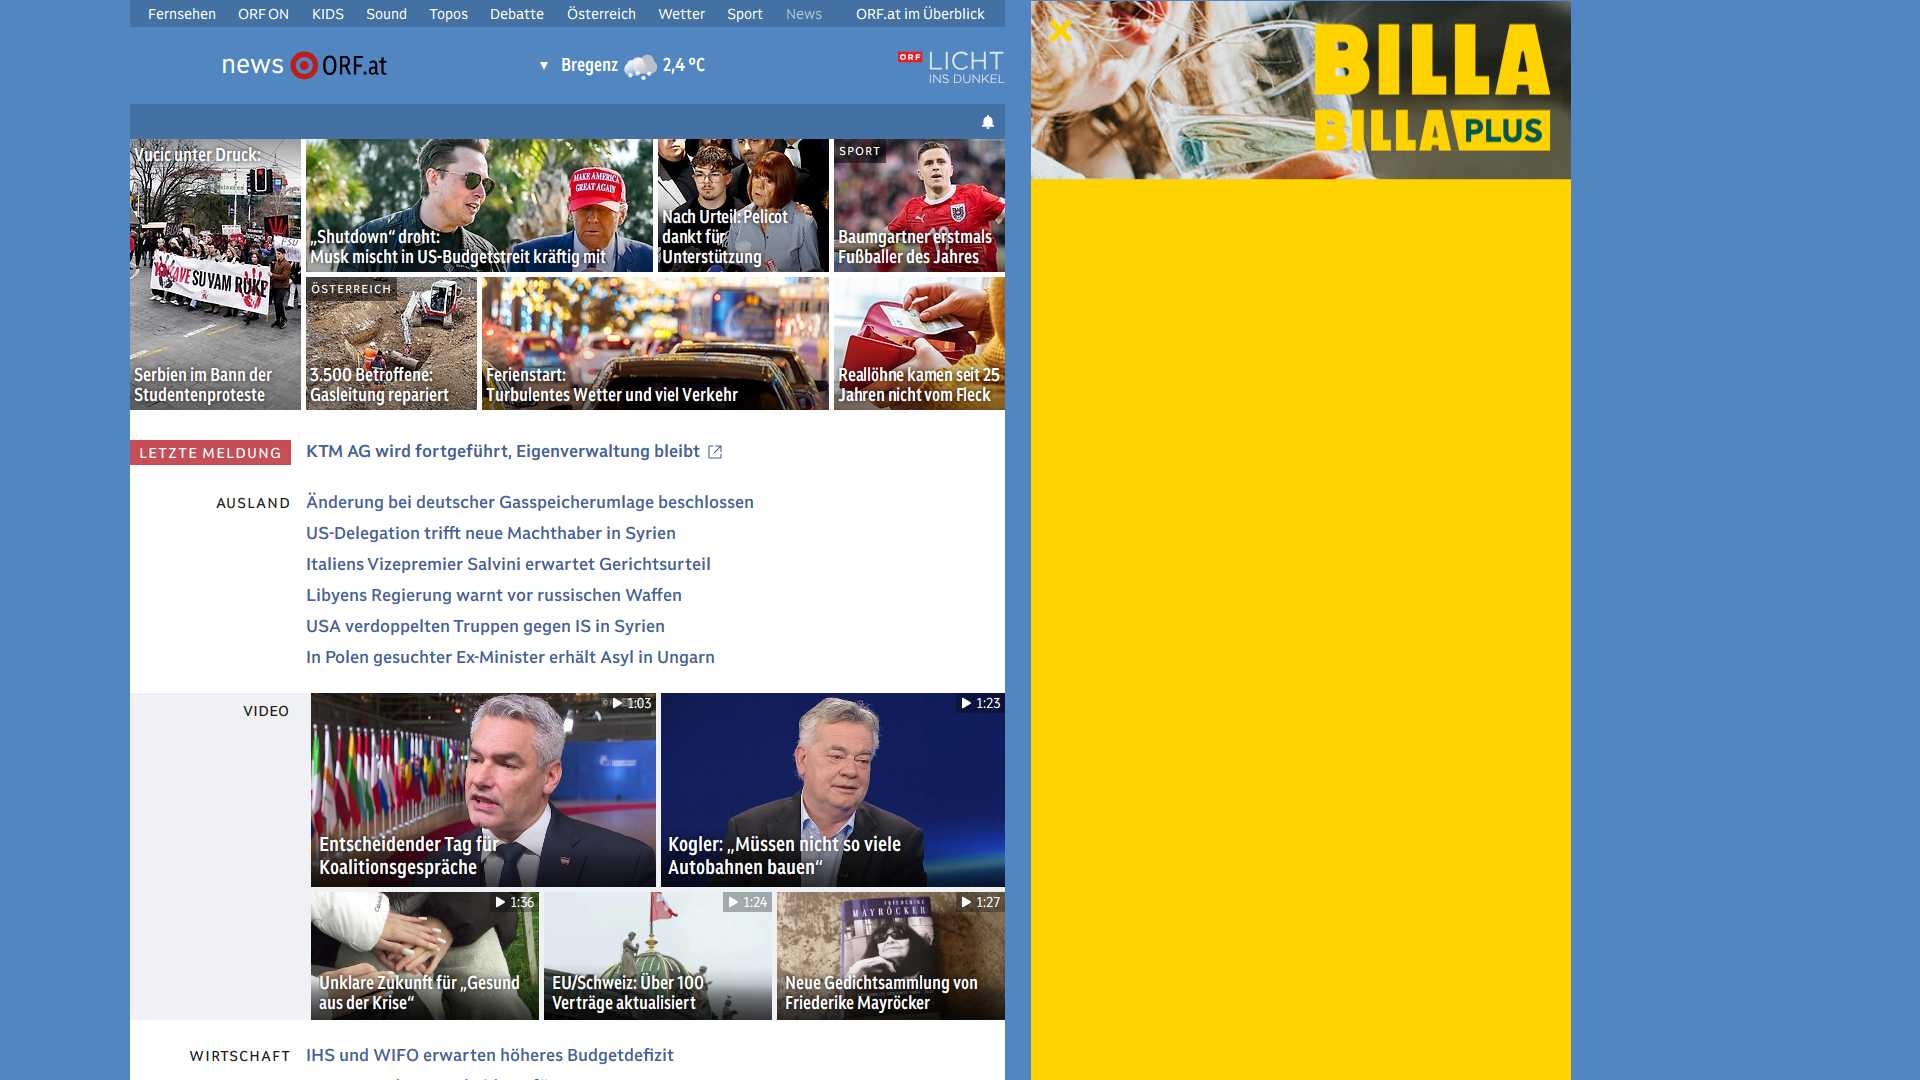 Fernsehen ORF ON KIDS Sound Topos Debatte Österreich Wetter Sport News ORF.at im Überblick
news ORF.at
Bregenz 2,4 °C
ORF LICHT
INS DUNKEL
BILLA
BILLA PLUS
Vucic unter Druck:
Serbien im Bann der
Studentenproteste
„Shutdown“ droht:
Musk mischt in US-Budgetstreit kräftig mit
MAKE AMERICA
GREAT AGAIN
Nach Urteil: Pelicot
dankt für
Unterstützung
SPORT
Baumgartner erstmals
Fußballer des Jahres
ÖSTERREICH
3.500 Betroffene:
Gasleitung repariert
Ferienstart:
Turbulentes Wetter und viel Verkehr
Reallöhne kamen seit 25
Jahren nicht vom Fleck
LETZTE MELDUNG
KTM AG wird fortgeführt, Eigenverwaltung bleibt
AUSLAND
Änderung bei deutscher Gasspeicherumlage beschlossen
US-Delegation trifft neue Machthaber in Syrien
Italiens Vizepremier Salvini erwartet Gerichtsurteil
Libyens Regierung warnt vor russischen Waffen
USA verdoppelten Truppen gegen IS in Syrien
In Polen gesuchter Ex-Minister erhält Asyl in Ungarn
VIDEO
1:03
Entscheidender Tag für
Koalitionsgespräche
1:23
Kogler: „Müssen nicht so viele
Autobahnen bauen“
1:36
Unklare Zukunft für „Gesund
aus der Krise“
1:24
EU/Schweiz: Über 100
Verträge aktualisiert
1:27
MAYRÖCKER
Neue Gedichtsammlung von
Friederike Mayröcker
WIRTSCHAFT
IHS und WIFO erwarten höheres Budgetdefizit